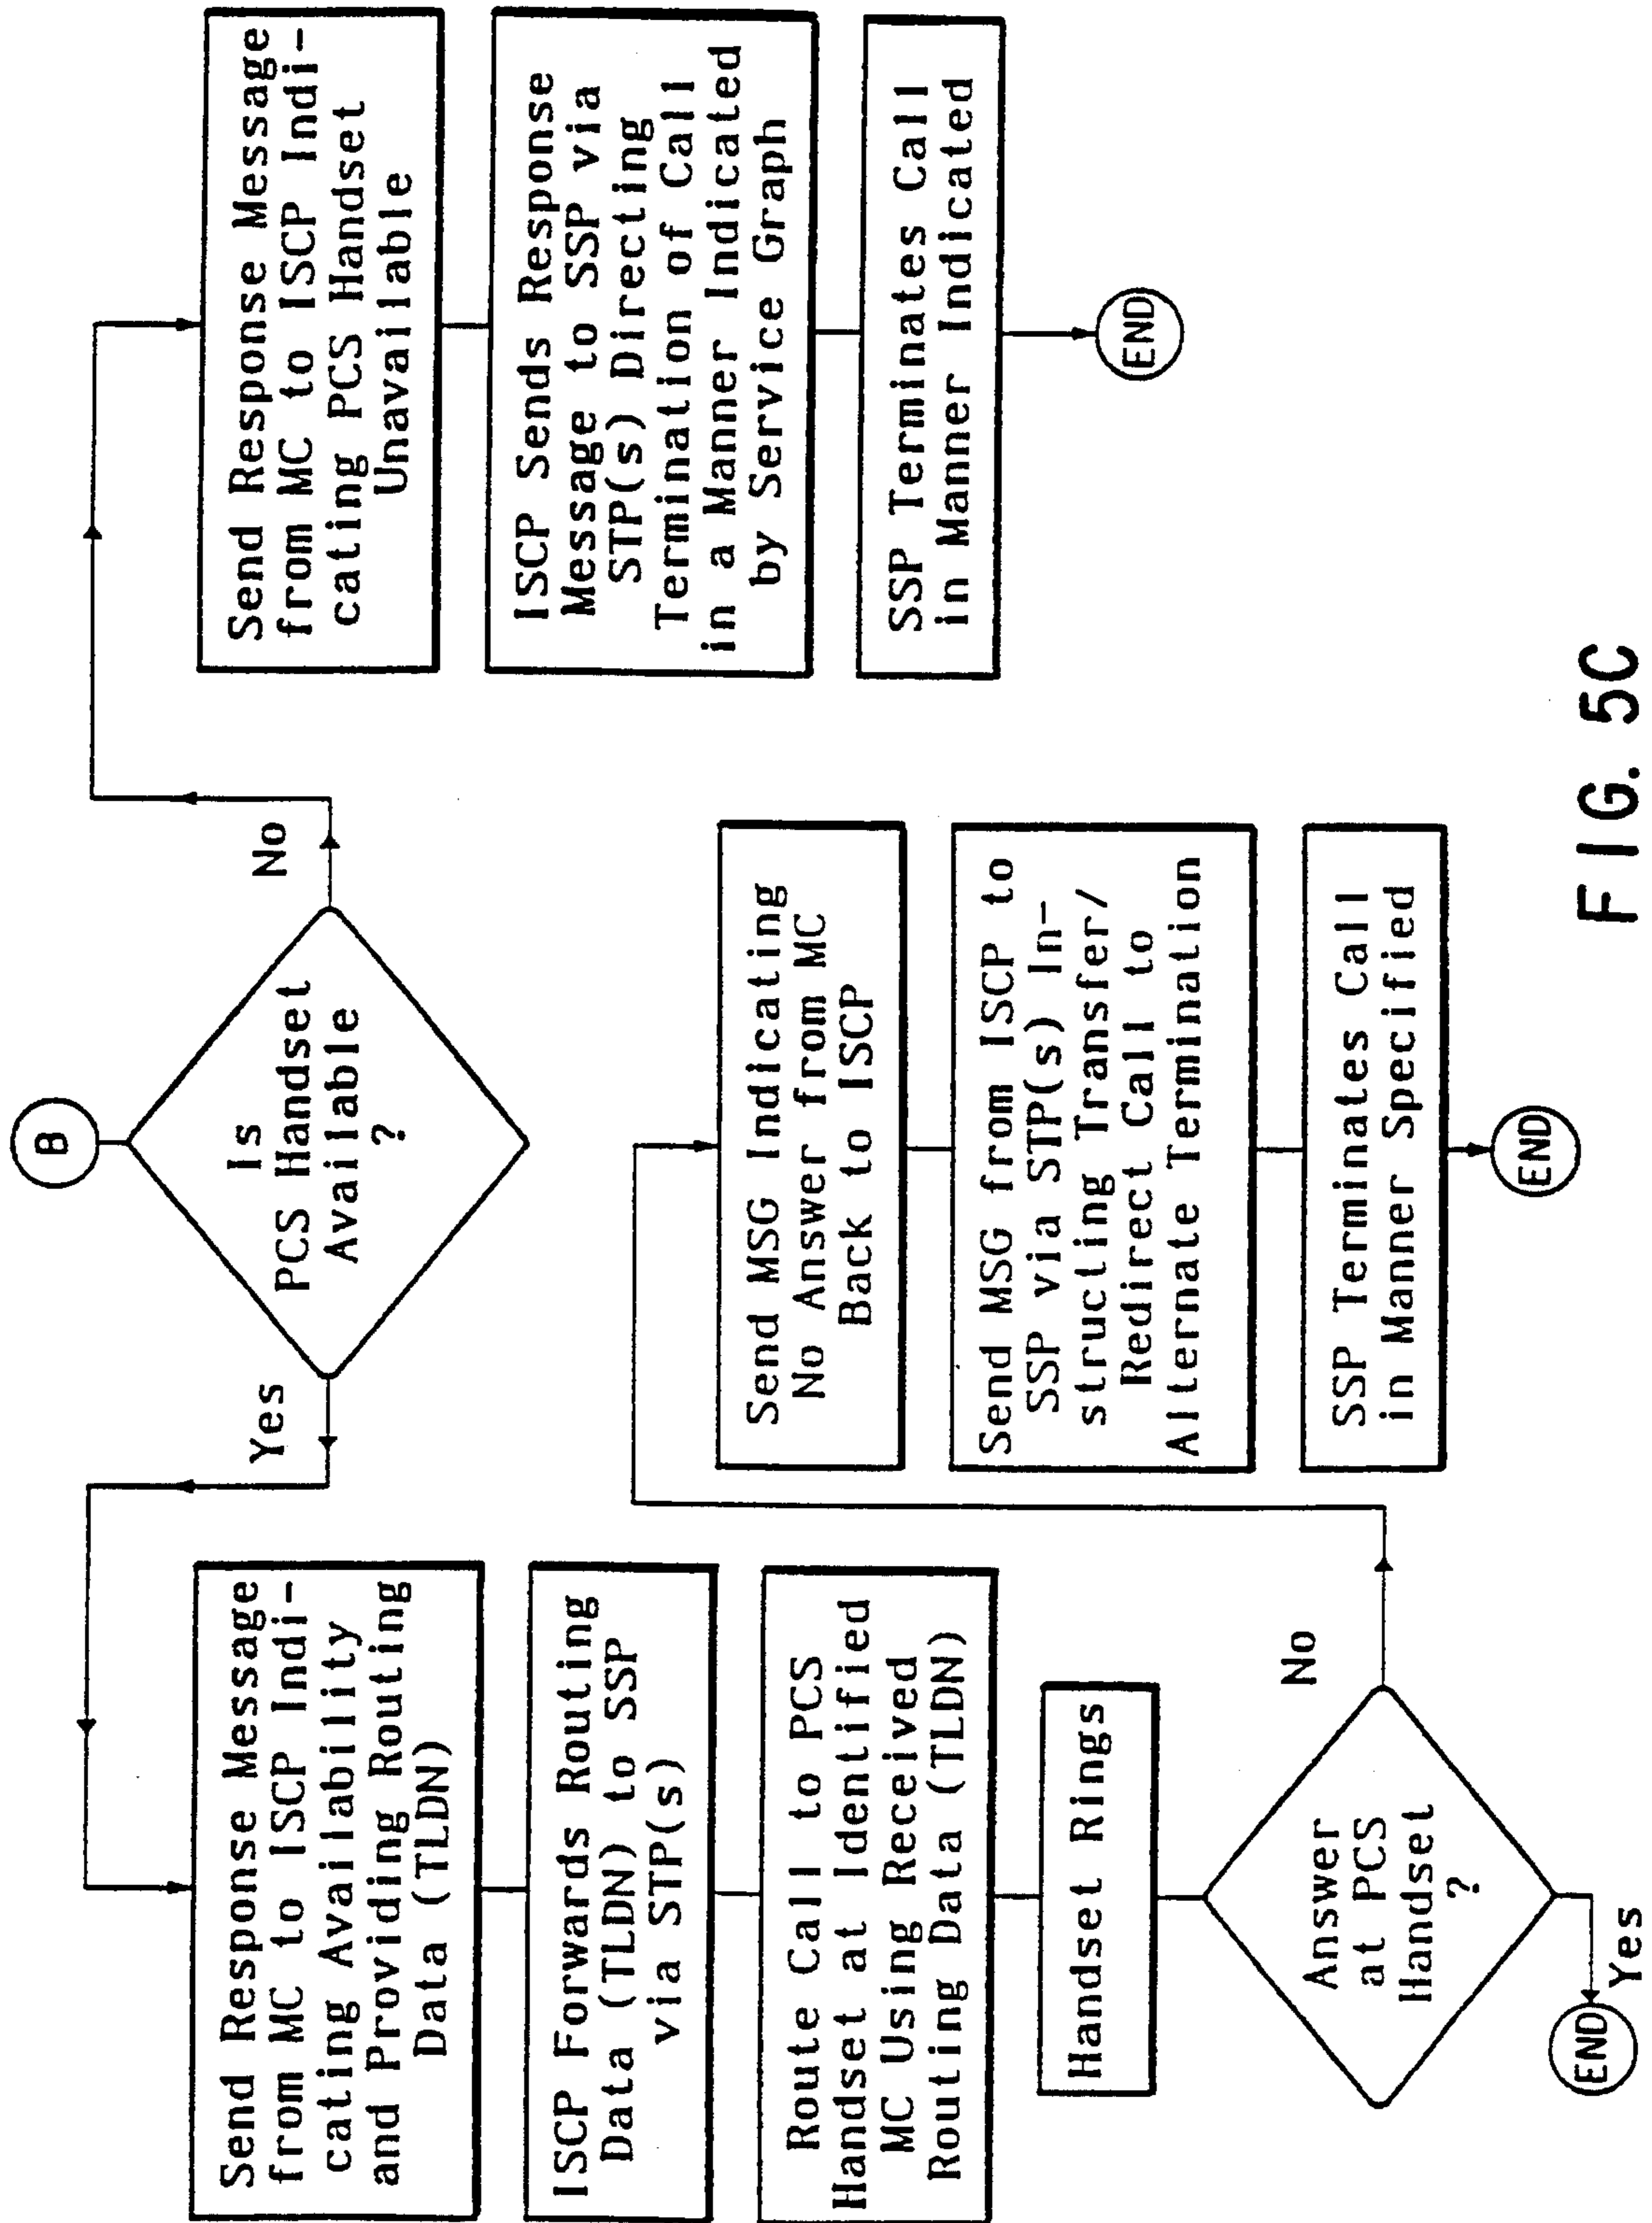 B
Is
PCS Handset
Available
?
Yes
No
Send Response Message
from MC to ISCP Indi-
cating Availability
and Providing Routing
Data (TLDN)
ISCP Forwards Routing
Data (TLDN) to SSP
via STP(s)
Route Call to PCS
Handset at Identified
MC Using Received
Routing Data (TLDN)
Handset Rings
Answer
at PCS
Handset
?
No
Yes
END
Send MSG Indicating
No Answer from MC
Back to ISCP
Send MSG from ISCP to
SSP via STP(s) In-
structing Transfer/
Redirect Call to
Alternate Termination
SSP Terminates Call
in Manner Specified
END
Send Response Message
from MC to ISCP Indi-
cating PCS Handset
Unavailable
ISCP Sends Response
Message to SSP via
STP(s) Directing
Termination of Call
in a Manner Indicated
by Service Graph
SSP Terminates Call
in Manner Indicated
END
FIG. 5C